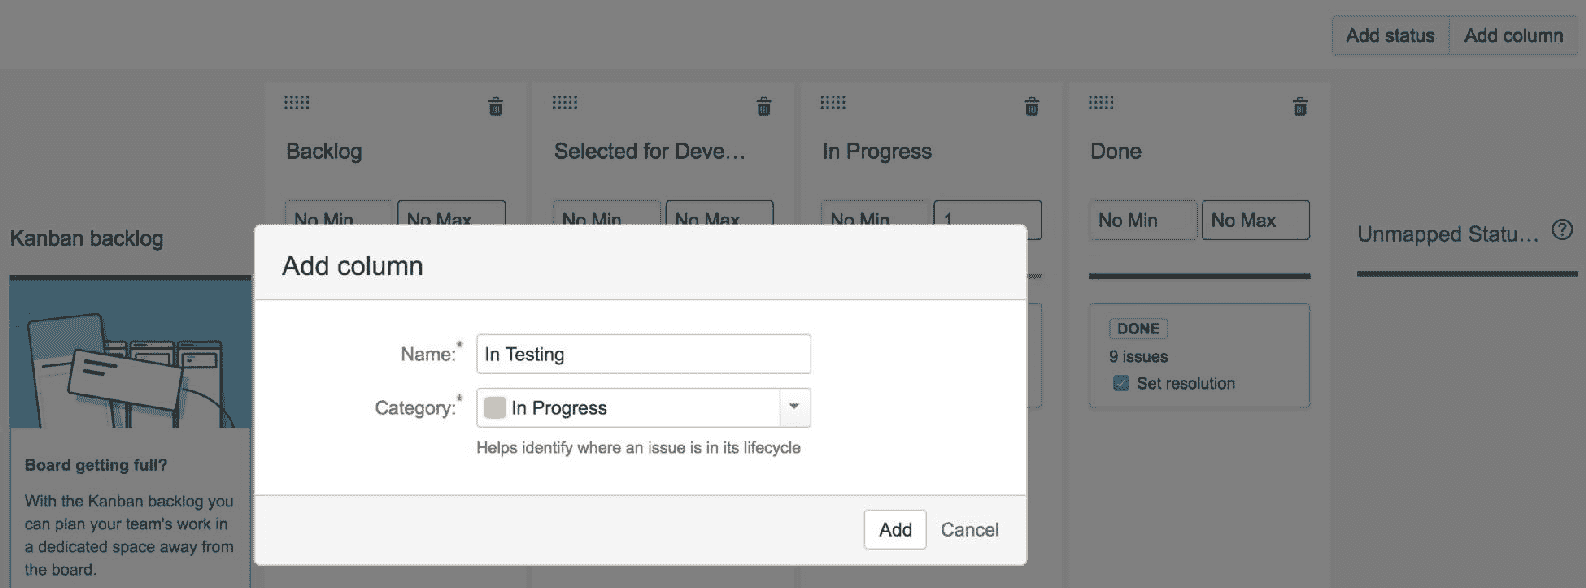 Add status Add column
Backlog Selected for Deve... In Progress Done
No Min No Max No Min No Max No Min 1 No Min No Max
Kanban backlog
Unmapped Statu... ?
Add column
Name:* In Testing
Category:* In Progress
Helps identify where an issue is in its lifecycle
Add Cancel
DONE
9 issues
Set resolution
Board getting full?
With the Kanban backlog you
can plan your team's work in
a dedicated space away from
the board.